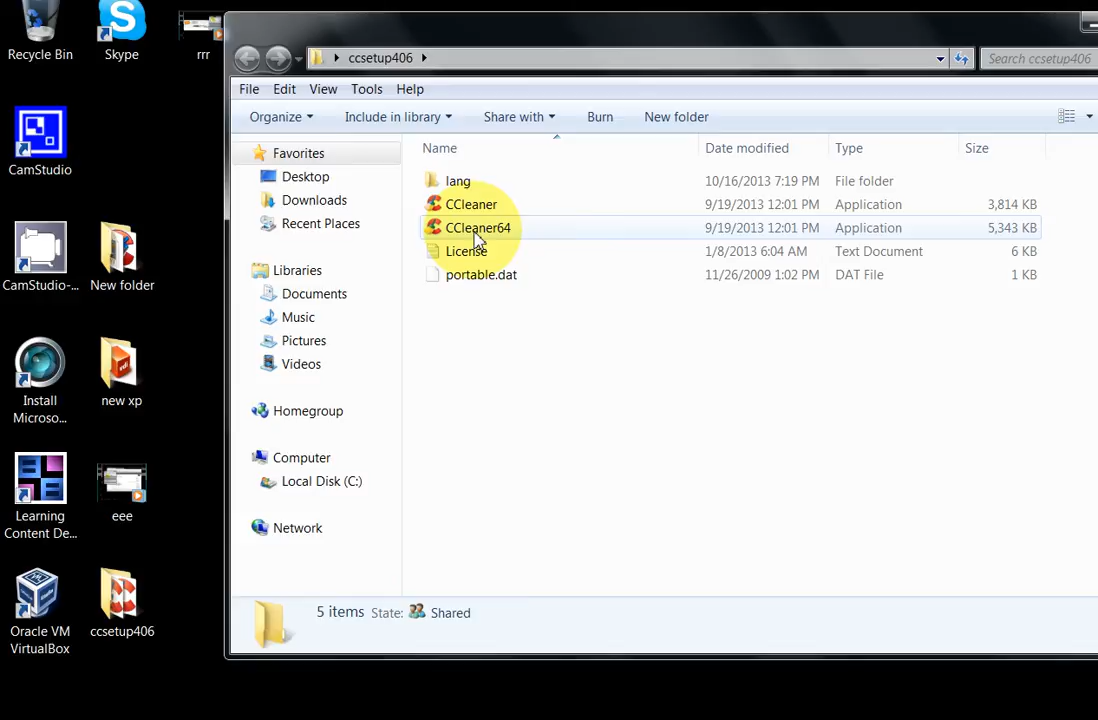 Recycle Bin
Skype
rrr
CamStudio
CamStudio-...
New folder
Install
Microso...
new xp
Learning
Content De...
eee
Oracle VM
VirtualBox
ccsetup406
ccsetup406
Search ccsetup406
File Edit View Tools Help
Organize Include in library Share with Burn New folder
Favorites
Desktop
Downloads
Recent Places
Libraries
Documents
Music
Pictures
Videos
Homegroup
Computer
Local Disk (C:)
Network
Name Date modified Type Size
lang 10/16/2013 7:19 PM File folder
CCleaner 9/19/2013 12:01 PM Application 3,814 KB
CCleaner64 9/19/2013 12:01 PM Application 5,343 KB
License 1/8/2013 6:04 AM Text Document 6 KB
portable.dat 11/26/2009 1:02 PM DAT File 1 KB
5 items State: Shared